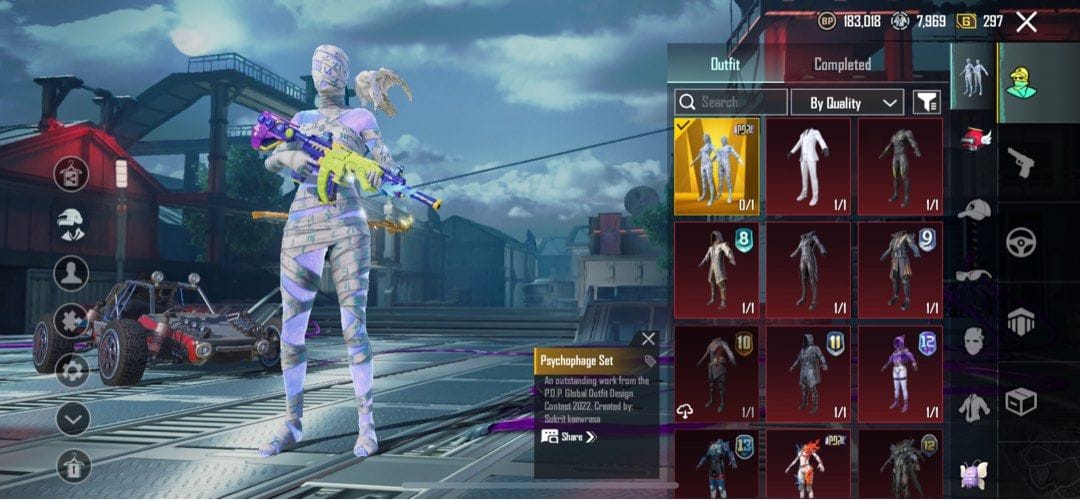 BP 183,018 7,969 G 297
Outfit Completed
Search By Quality
0/1 1/1 1/1
8 9
1/1 1/1 1/1
10 11 12
1/1 1/1 1/1
13 12
Psychophage Set
An outstanding work from the
P.D.P. Global Outfit Design
Contest 2022. Created by:
Sukrit kaewrasa
Share